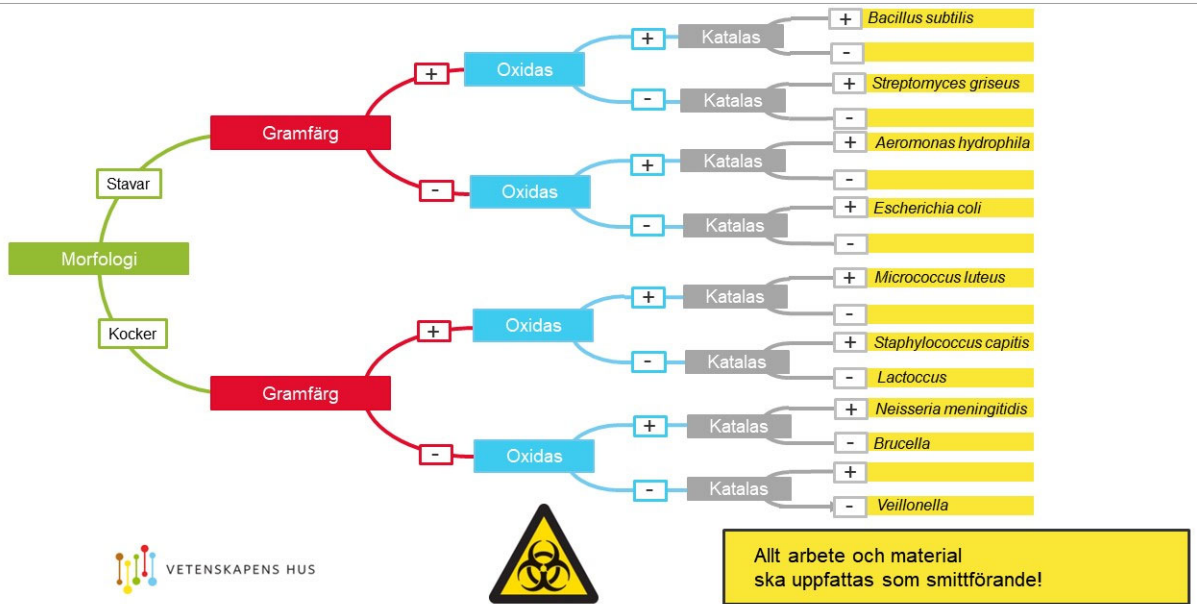 Morfologi
Stavar
Kocker
Gramfärg
+
-
Gramfärg
+
-
Oxidas
+
-
Oxidas
+
-
Oxidas
+
-
Oxidas
+
-
Katalas
+ Bacillus subtilis
-
Katalas
+ Streptomyces griseus
-
Katalas
+ Aeromonas hydrophila
-
Katalas
+ Escherichia coli
-
Katalas
+ Micrococcus luteus
-
Katalas
+ Staphylococcus capitis
- Lactoccus
Katalas
+ Neisseria meningitidis
- Brucella
Katalas
+
- Veillonella
VETENSKAPENS HUS
Allt arbete och material
ska uppfattas som smittförande!